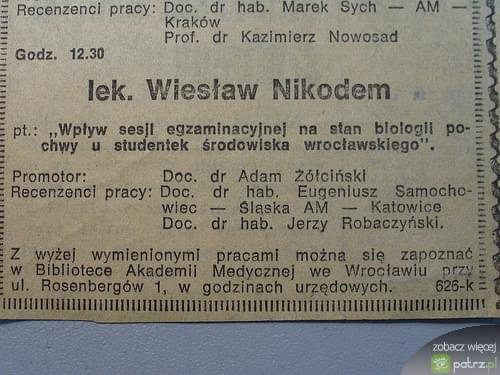 Recenzenci pracy: Doc. dr hab. Marek Sych — AM —
Kraków
Prof. dr Kazimierz Nowosad
Godz. 12.30
lek. Wiesław Nikodem
pt.: „Wpływ sesji egzaminacyjnej na stan biologii po-
chwy u studentek środowiska wrocławskiego".
Promotor: Doc. dr Adam Żółciński
Recenzenci pracy: Doc. dr hab. Eugeniusz Samocho-
wiec — Śląska AM — Katowice
Doc. dr hab. Jerzy Robaczyński.
Z wyżej wymienionymi pracami można się zapoznać
w Bibliotece Akademii Medycznej we Wrocławiu przy
ul. Rosenbergów 1, w godzinach urzędowych. 626-k
zobacz więcej
patrz.pl